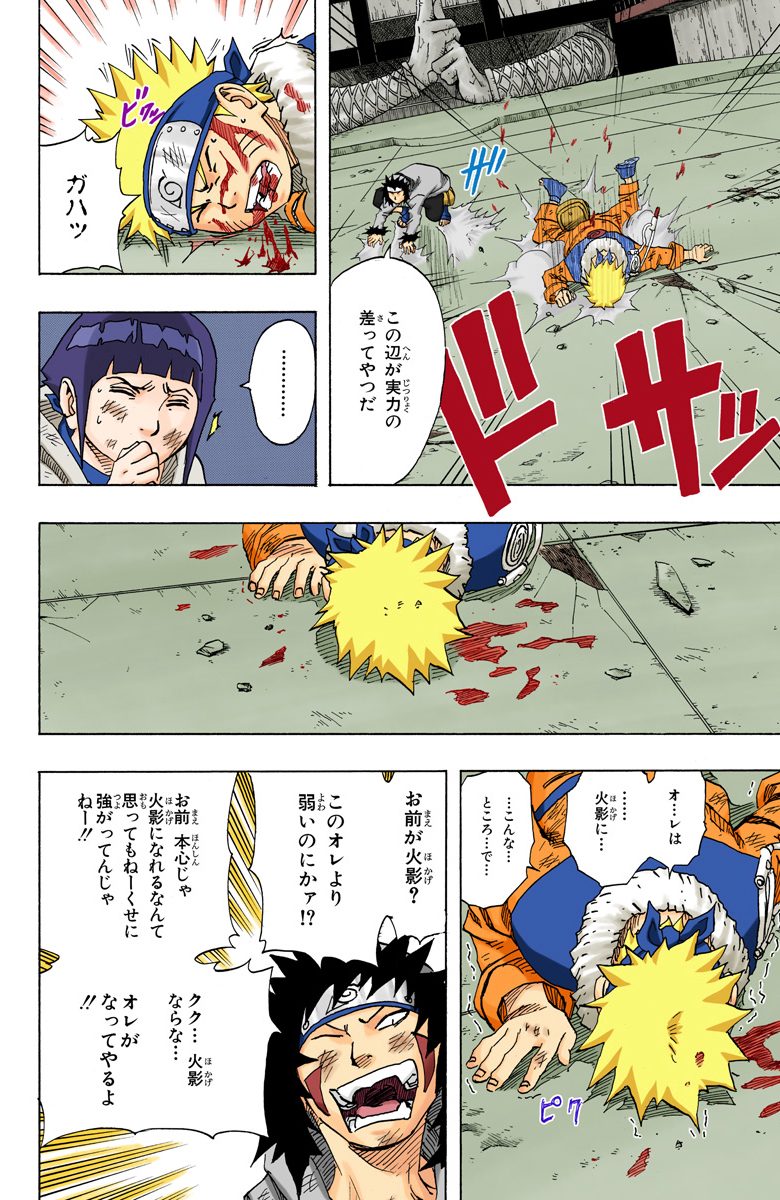 ザッ
ドサッ
この辺が実力の
差ってやつだ
ビクッ
ガハッ
…………
オ…レは
………
火影に…
…こんな…
ところ…で…
ピク
お前が火影?
このオレより
弱いのにかァ!?
お前 本心じゃ
火影になれるなんて
思ってもねーくせに
強がってんじゃ
ねー!!
クク… 火影
ならな…
オレが
なってやるよ
!!